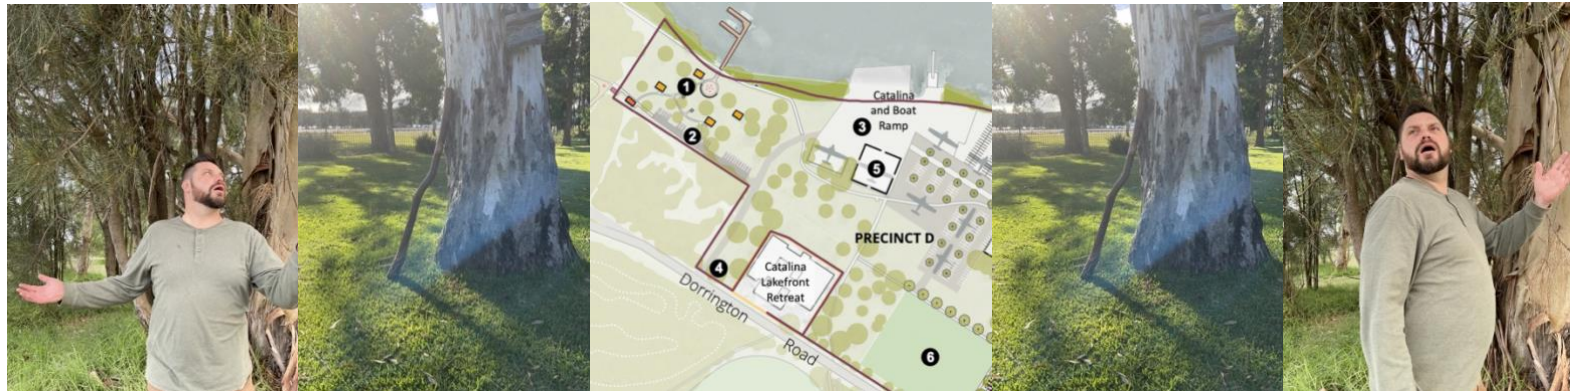 1
2
Catalina
and Boat
Ramp
3
5
PRECINCT D
4
Catalina
Lakefront
Retreat
Dorrington
Road
6